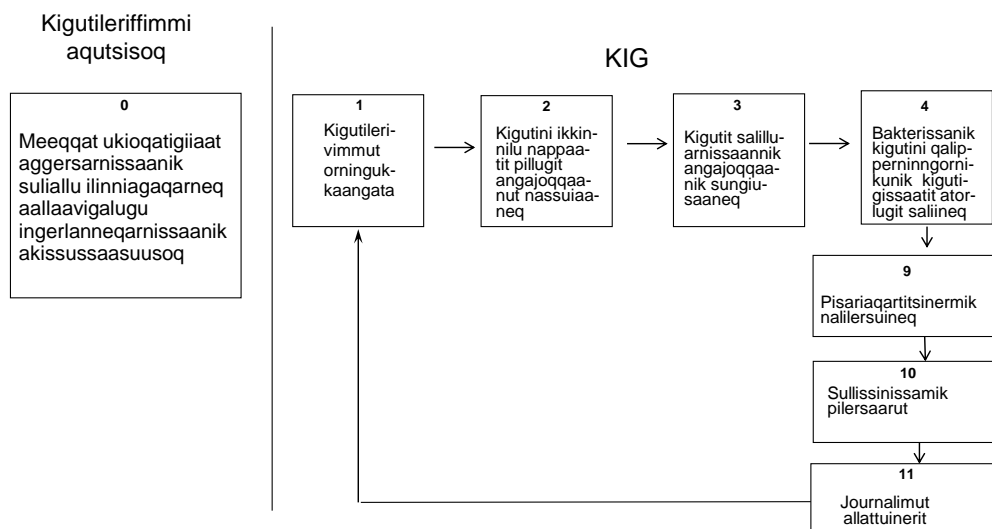 Kigutileriffimmi
aqutsisoq
0
Meeqqat ukioqatigiiaat
aggersarnissaanik
suliallu ilinniagaqarneq
aallaavigalugu
ingerlanneqarnissaanik
akissussaasuusoq
KIG
1
Kigutileri-
vimmut
orninguk-
kaangata
2
Kigutini ikkin-
nilu nappaa-
tit pillugit
angajoqqaa-
nut nassuiaa-
neq
3
Kigutit salillu-
arnissaannik
angajoqqaa-
nik sungiu-
saaneq
4
Bakterissanik
kigutini qalip-
perninngorni-
kunik kiguti-
gissaatit ator-
lugit saliineq
9
Pisariaqartitsinermik
nalilersuineq
10
Sullissinissamik
pilersaarut
11
Journalimut
allattuinerit